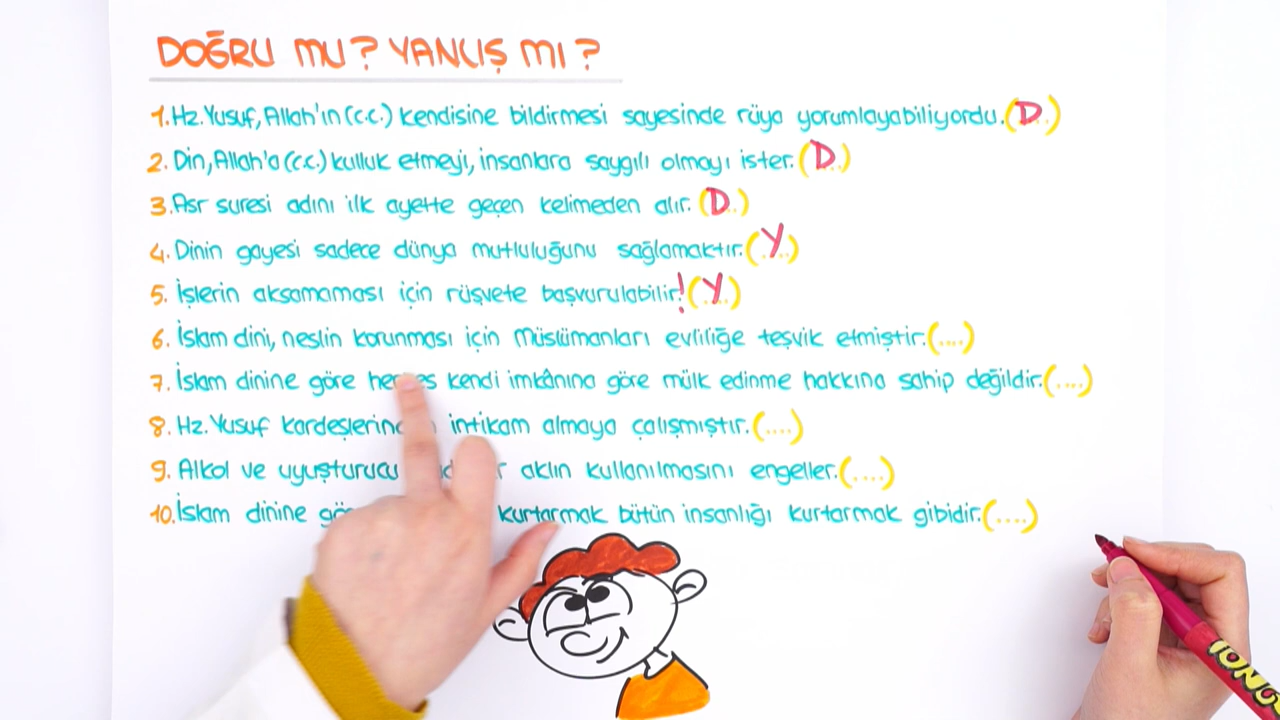 DOĞRU MU? YANLIŞ MI?
1. Hz. Yusuf, Allah'ın (c.c.) kendisine bildirmesi sayesinde rüya yorumlayabiliyordu. (D..)
2. Din, Allah'a (c.c.) kulluk etmeyi, insanlara saygılı olmayı ister. (D..)
3. Asr suresi adını ilk ayette geçen kelimeden alır. (D..)
4. Dinin gayesi sadece dünya mutluluğunu sağlamaktır. (Y)
5. İşlerin aksamaması için rüşvete başvurulabilir! (Y)
6. İslam dini, neslin korunması için Müslümanları evliliğe teşvik etmiştir. (....)
7. İslam dinine göre kendi imkânına göre mülk edinme hakkına sahip değildir. (....)
8. Hz. Yusuf intikam almaya çalışmıştır. (....)
9. Alkol ve uyuşturucu aklın kullanılmasını engeller. (....)
10. İslam dinine kurtarmak bütün insanlığı kurtarmak gibidir. (....)